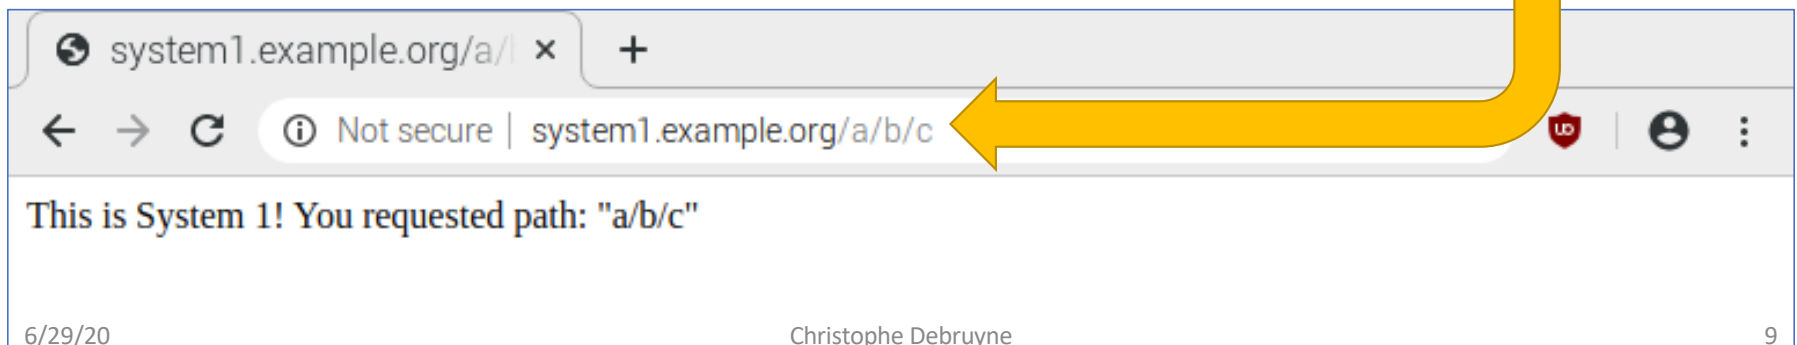 system1.example.org/a/
Not secure | system1.example.org/a/b/c
This is System 1! You requested path: "a/b/c"
6/29/20 Christophe Debruyne 9